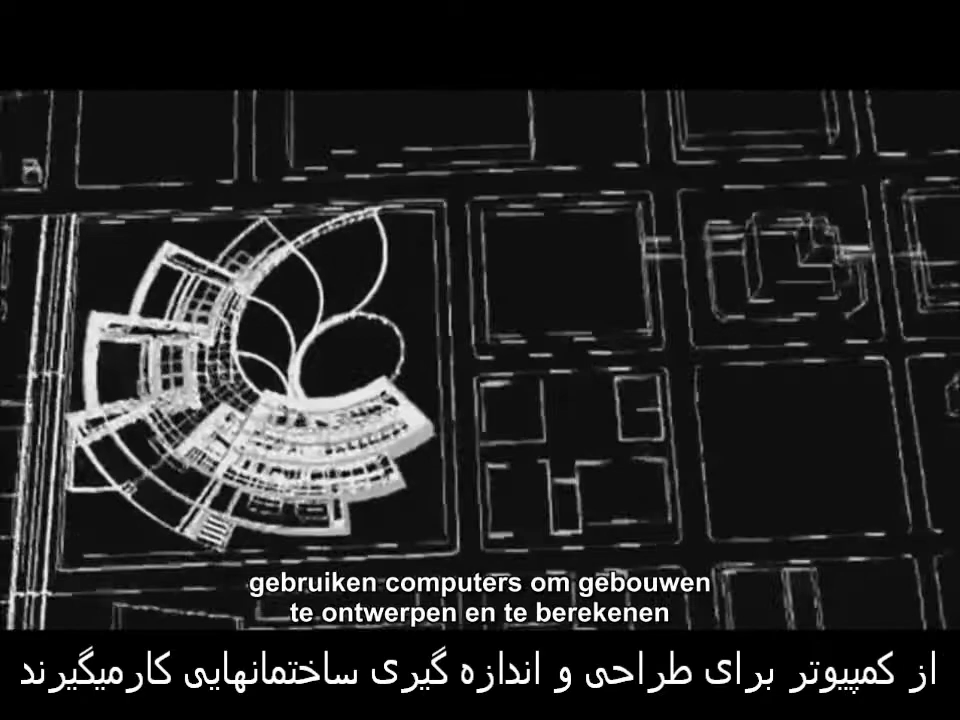 gebruiken computers om gebouwen
te ontwerpen en te berekenen
از کمپیوتر برای طراحی و اندازه گیری ساختمانهایی کارمیگیرند